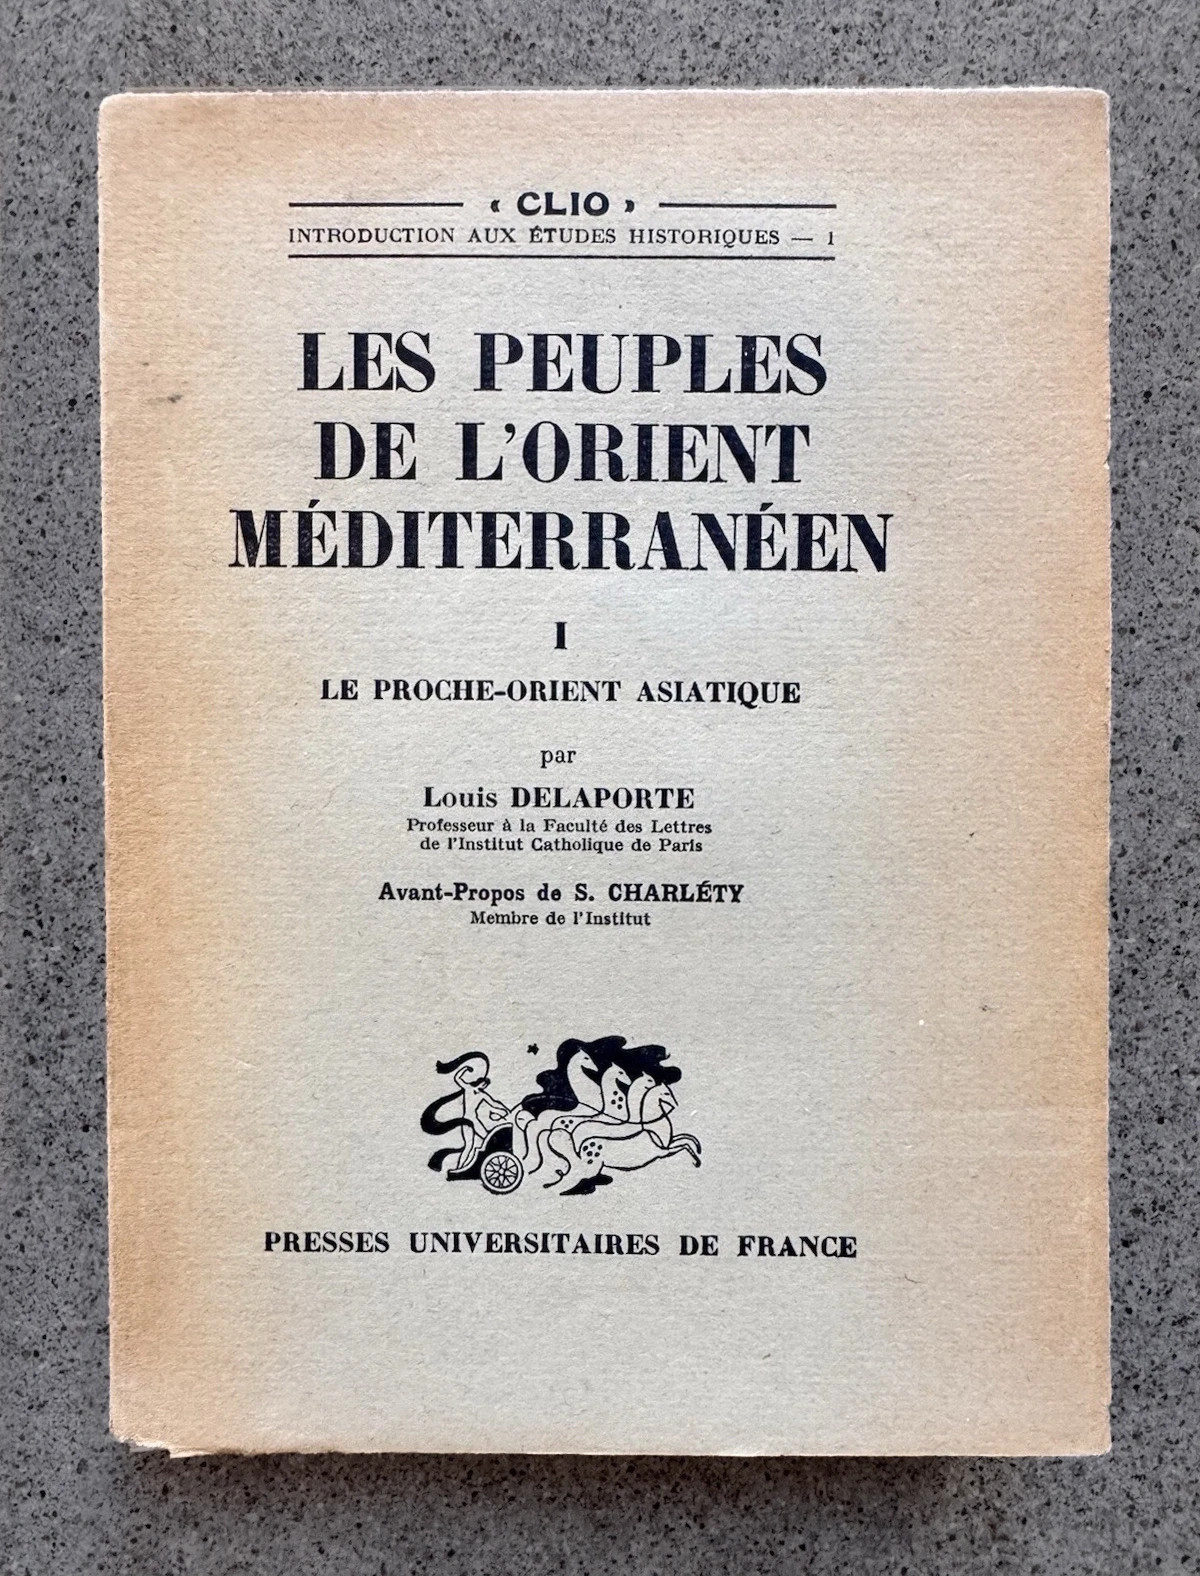 « CLIO »
INTRODUCTION AUX ÉTUDES HISTORIQUES — 1
LES PEUPLES
DE L'ORIENT
MÉDITERRANÉEN
I
LE PROCHE-ORIENT ASIATIQUE
par
Louis DELAPORTE
Professeur à la Faculté des Lettres
de l'Institut Catholique de Paris
Avant-Propos de S. CHARLÉTY
Membre de l'Institut
PRESSES UNIVERSITAIRES DE FRANCE